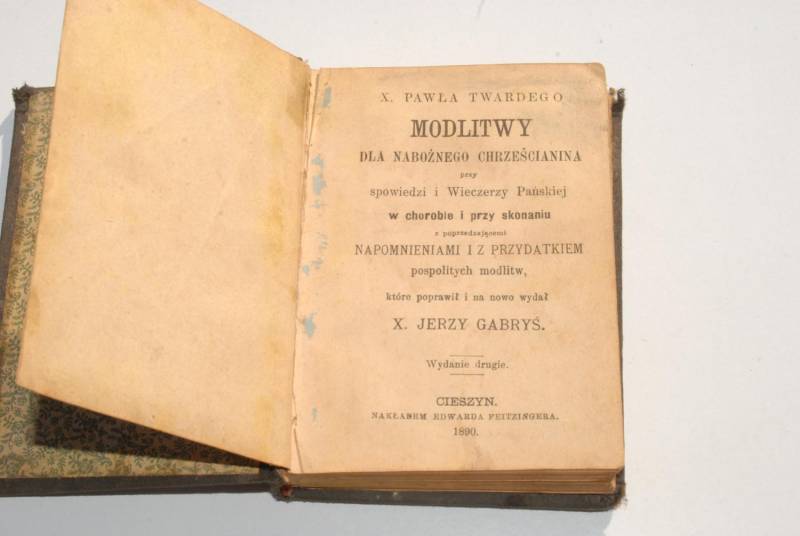 X. PAWŁA TWARDEGO
MODLITWY
DLA NABOŻNEGO CHRZEŚCIANINA
przy
spowiedzi i Wieczerzy Pańskiej
w chorobie i przy skonaniu
z poprzedzającemi
NAPOMNIENIAMI I Z PRZYDATKIEM
pospolitych modlitw,
które poprawił i na nowo wydał
X. JERZY GABRYŚ.
Wydanie drugie.
CIESZYN.
NAKŁADEM EDWARDA FEITZINGERA.
1890.